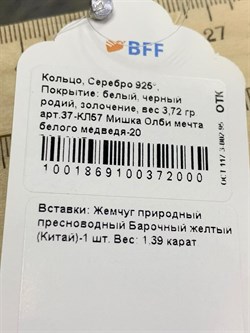 BFF
Кольцо, Серебро 925°.
Покрытие: белый, черный
родий, золочение, вес 3,72 гр
арт.37-КЛ57 Мишка Олби мечта
белого медведя-20
1001869100372000
ОТК
Вставки: Жемчуг природный
пресноводный Барочный желтый
(Китай)-1 шт. Вес: 1.39 карат